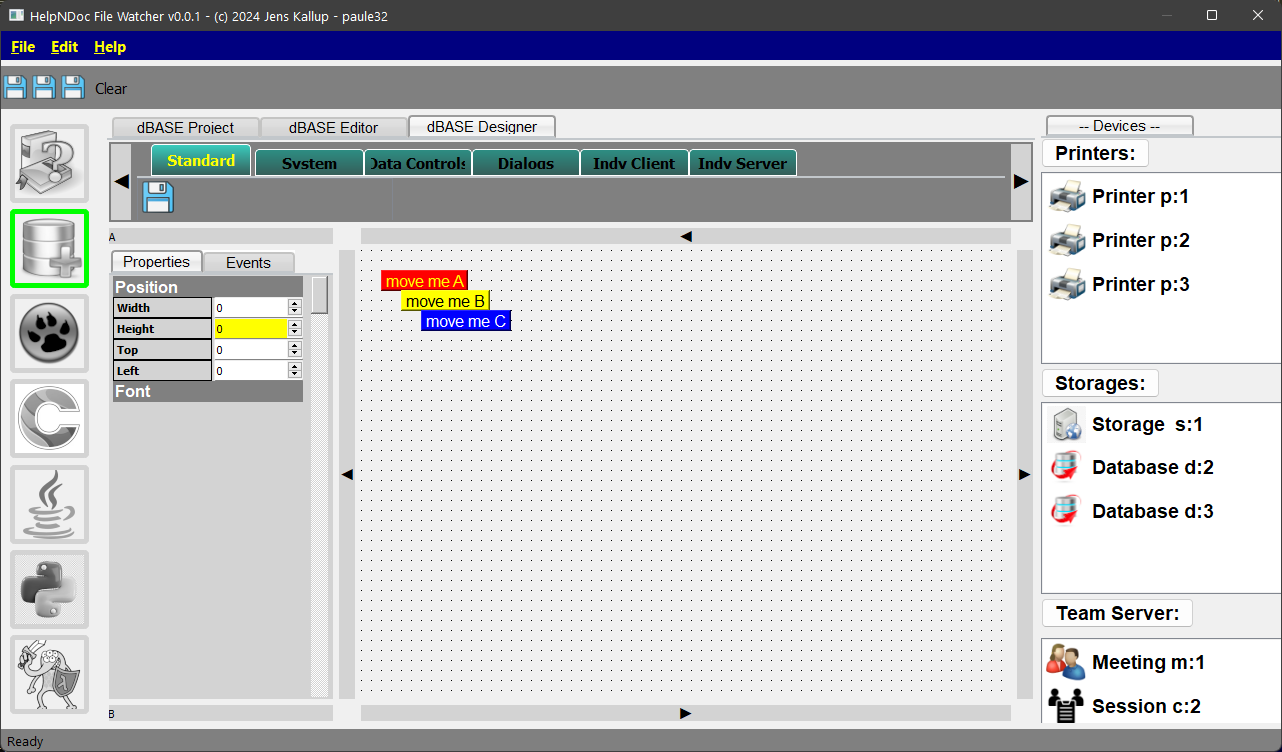 HelpNDoc File Watcher v0.0.1 - (c) 2024 Jens Kallup - paule32
File Edit Help
Clear
dBASE Project dBASE Editor dBASE Designer
Standard System Data Controls Dialogs Indy Client Indy Server
A
Properties Events
Position
Width 0
Height 0
Top 0
Left 0
Font
B
move me A
move me B
move me C
-- Devices --
Printers:
Printer p:1
Printer p:2
Printer p:3
Storages:
Storage s:1
Database d:2
Database d:3
Team Server:
Meeting m:1
Session c:2
Ready